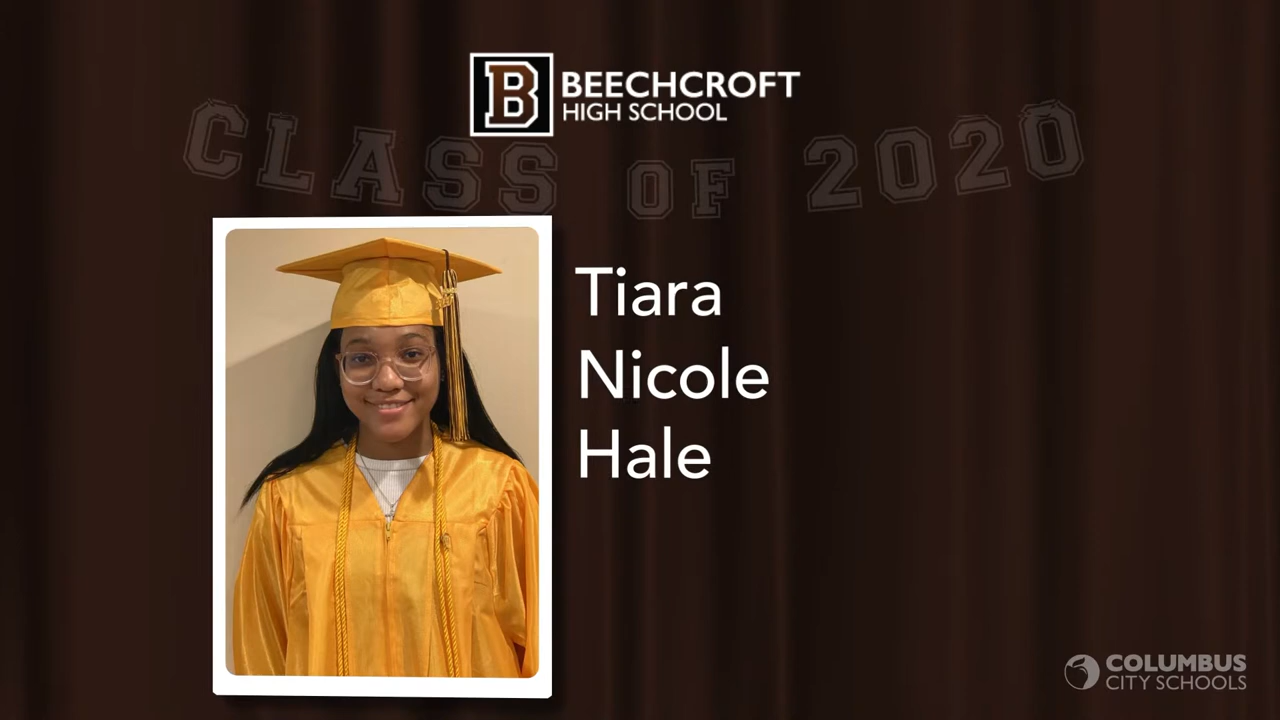 B
BEECHCROFT
HIGH SCHOOL
CLASS OF 2020
Tiara
Nicole
Hale
COLUMBUS
CITY SCHOOLS